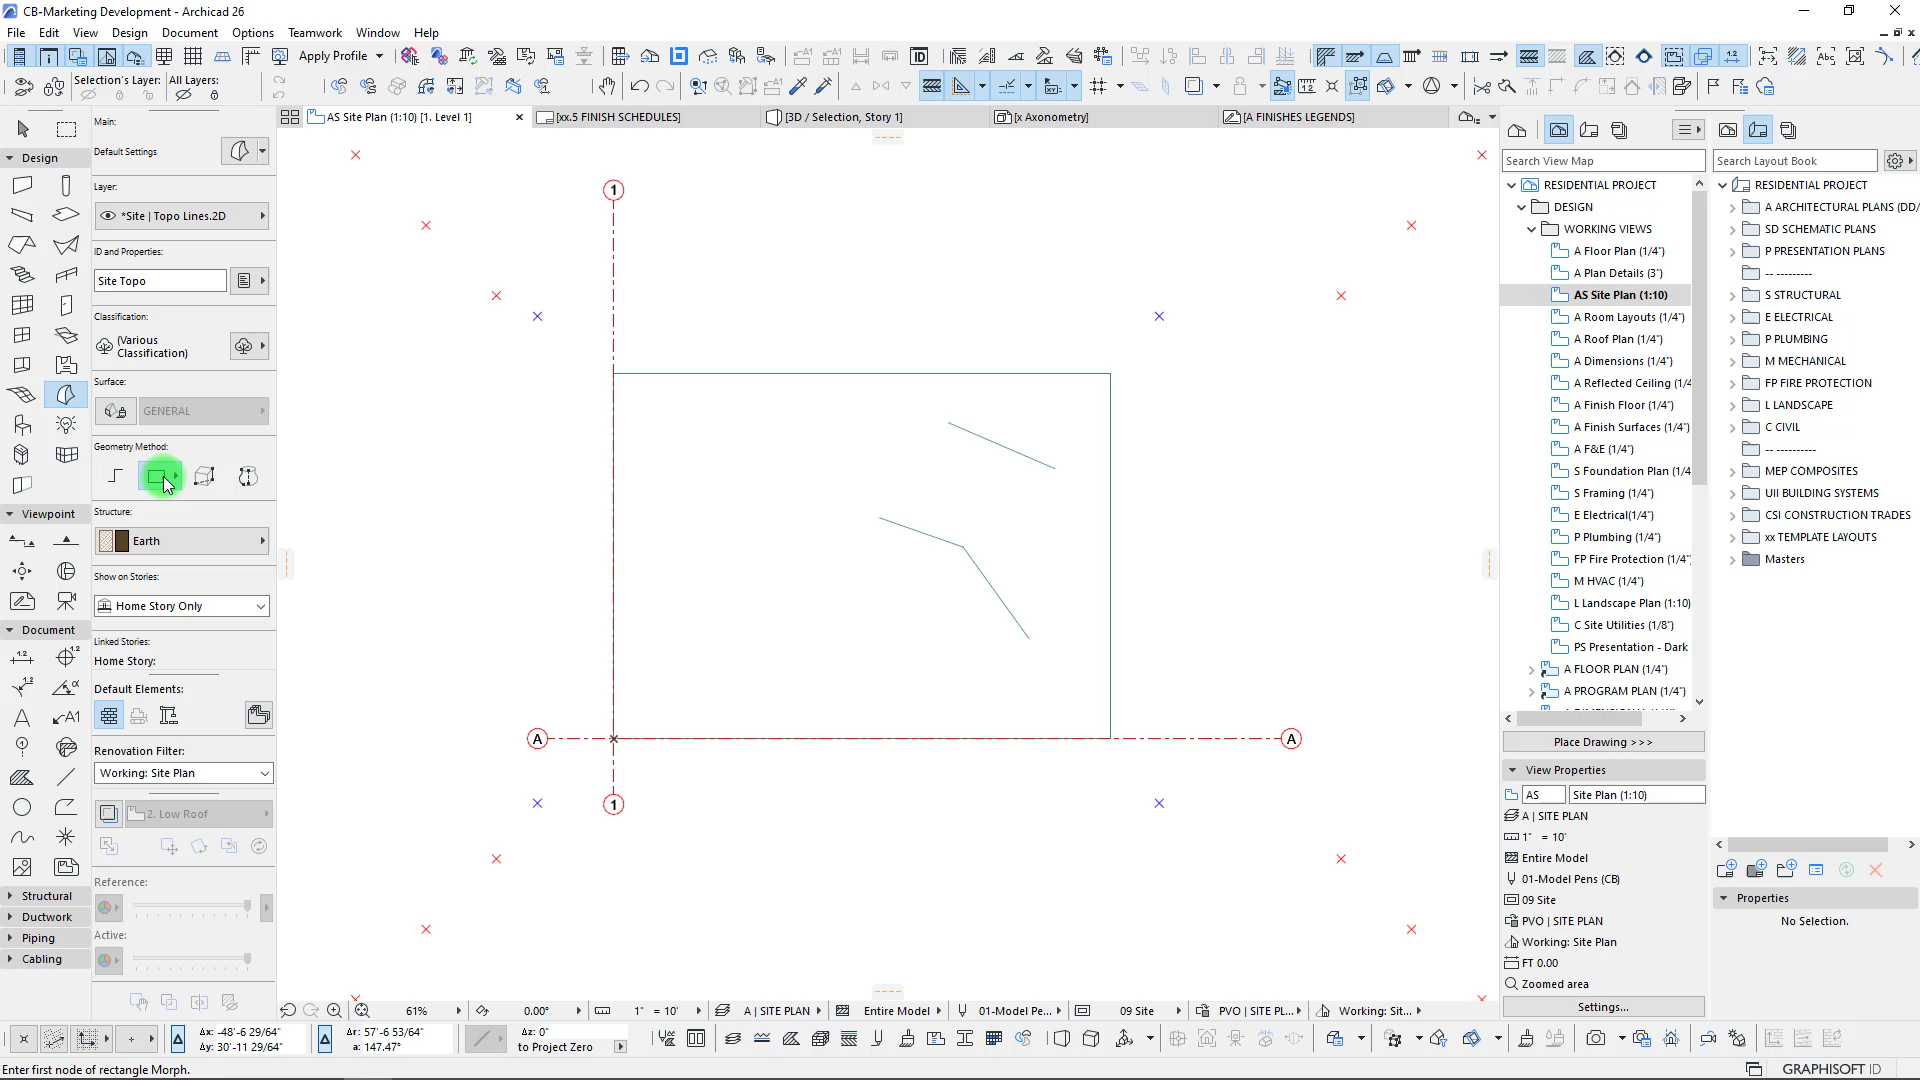 CB-Marketing Development - Archicad 26
File Edit View Design Document Options Teamwork Window Help
Apply Profile
Selection's Layer: All Layers:
AS Site Plan (1:10) [1. Level 1]
[xx.5 FINISH SCHEDULES]
[3D / Selection, Story 1]
[x Axonometry]
[A FINISHES LEGENDS]
Main:
Default Settings
Layer:
*Site | Topo Lines.2D
ID and Properties:
Site Topo
Classification:
(Various
Classification)
Surface:
GENERAL
Geometry Method:
Structure:
Earth
Show on Stories:
Home Story Only
Linked Stories:
Home Story:
Default Elements:
Renovation Filter:
Working: Site Plan
2. Low Roof
Reference:
Active:
Design
Viewpoint
Document
Structural
Ductwork
Piping
Cabling
1
A
A
1
Search View Map
RESIDENTIAL PROJECT
DESIGN
WORKING VIEWS
A Floor Plan (1/4")
A Plan Details (3")
AS Site Plan (1:10)
A Room Layouts (1/4")
A Roof Plan (1/4")
A Dimensions (1/4")
A Reflected Ceiling (1/4
A Finish Floor (1/4")
A Finish Surfaces (1/4")
A F&E (1/4")
S Foundation Plan (1/4
S Framing (1/4")
E Electrical(1/4")
P Plumbing (1/4")
FP Fire Protection (1/4"
M HVAC (1/4")
L Landscape Plan (1:10)
C Site Utilities (1/8")
PS Presentation - Dark
A FLOOR PLAN (1/4")
A PROGRAM PLAN (1/4")
Place Drawing >>>
View Properties
AS Site Plan (1:10)
A | SITE PLAN
1" = 10'
Entire Model
01-Model Pens (CB)
09 Site
PVO | SITE PLAN
Working: Site Plan
FT 0.00
Zoomed area
Settings...
Search Layout Book
RESIDENTIAL PROJECT
A ARCHITECTURAL PLANS (DD/
SD SCHEMATIC PLANS
P PRESENTATION PLANS
-- ---------
S STRUCTURAL
E ELECTRICAL
P PLUMBING
M MECHANICAL
FP FIRE PROTECTION
L LANDSCAPE
C CIVIL
-- ----------
MEP COMPOSITES
UII BUILDING SYSTEMS
CSI CONSTRUCTION TRADES
xx TEMPLATE LAYOUTS
Masters
Properties
No Selection.
61% 0.00° 1" = 10' A | SITE PLAN Entire Model 01-Model Pe... 09 Site PVO | SITE PL... Working: Sit...
Δx: -48'-6 29/64" Δr: 57'-6 53/64" Δz: 0"
Δy: 30'-11 29/64" a: 147.47° to Project Zero
Enter first node of rectangle Morph.
GRAPHISOFT ID